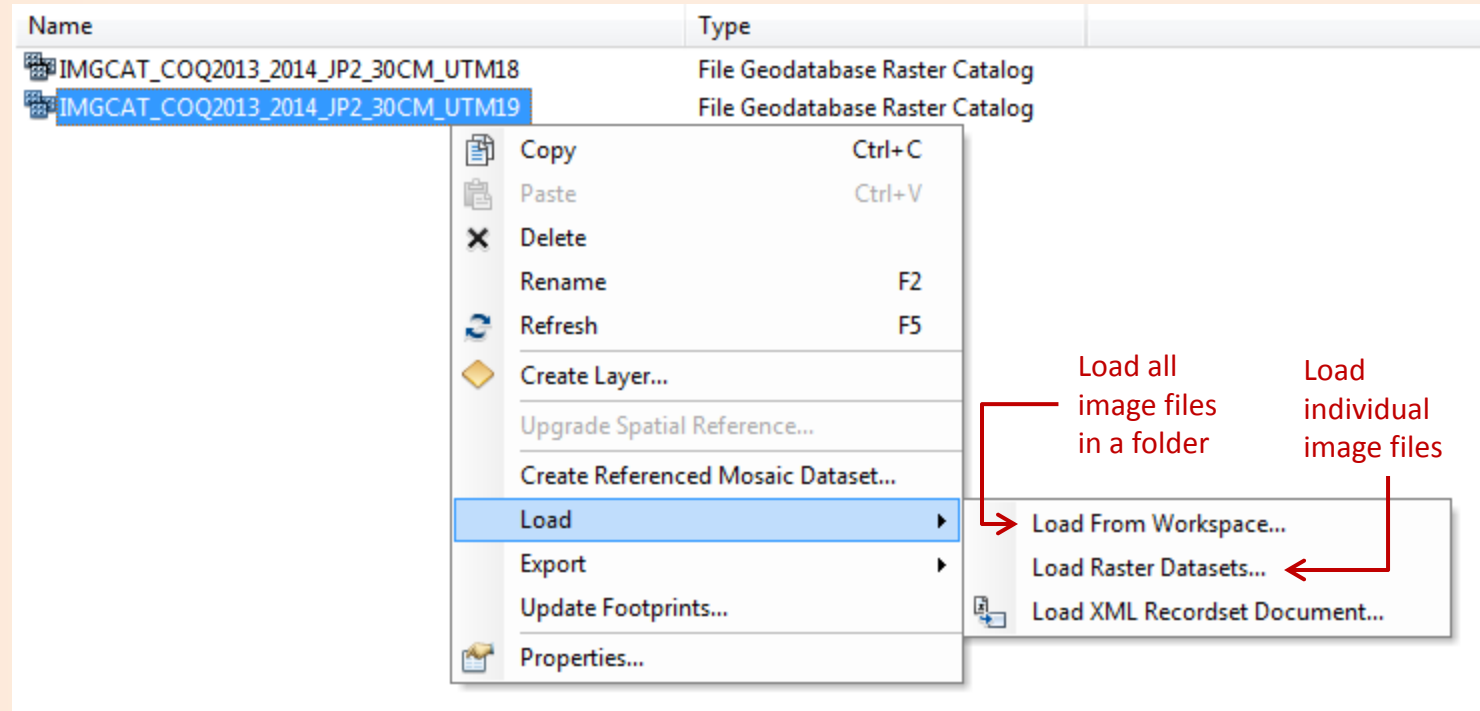 Name Type
IMGCAT_COQ2013_2014_JP2_30CM_UTM18 File Geodatabase Raster Catalog
IMGCAT_COQ2013_2014_JP2_30CM_UTM19 File Geodatabase Raster Catalog
Copy Ctrl+C
Paste Ctrl+V
Delete
Rename F2
Refresh F5
Create Layer...
Upgrade Spatial Reference...
Create Referenced Mosaic Dataset...
Load
Export
Update Footprints...
Properties...
Load all
image files
in a folder
Load
individual
image files
Load From Workspace...
Load Raster Datasets...
Load XML Recordset Document...